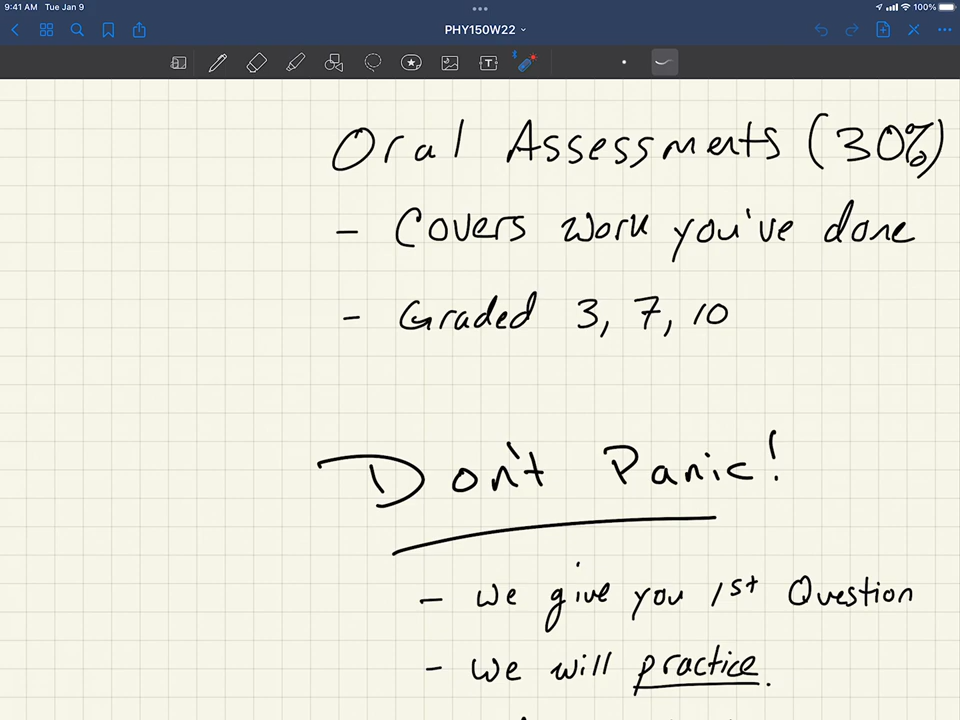 9:41 AM Tue Jan 9
100%
PHY150W22
T
Oral Assessments (30%)
- Covers work you've done
- Graded 3, 7, 10
Don't Panic!
- We give you 1st Question
- We will practice.